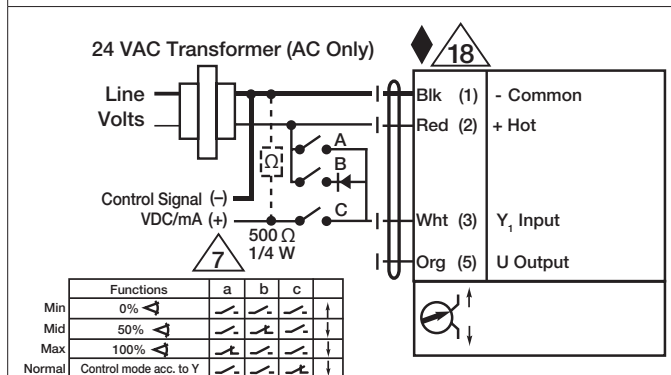 24 VAC Transformer (AC Only)
18
Line
Volts
Blk (1) - Common
Red (2) + Hot
A
B
Ω
Control Signal (–)
VDC/mA (+)
C
Wht (3) Y1 Input
500 Ω
1/4 W
7
Org (5) U Output
Functions a b c
Min 0%
Mid 50%
Max 100%
Normal Control mode acc. to Y